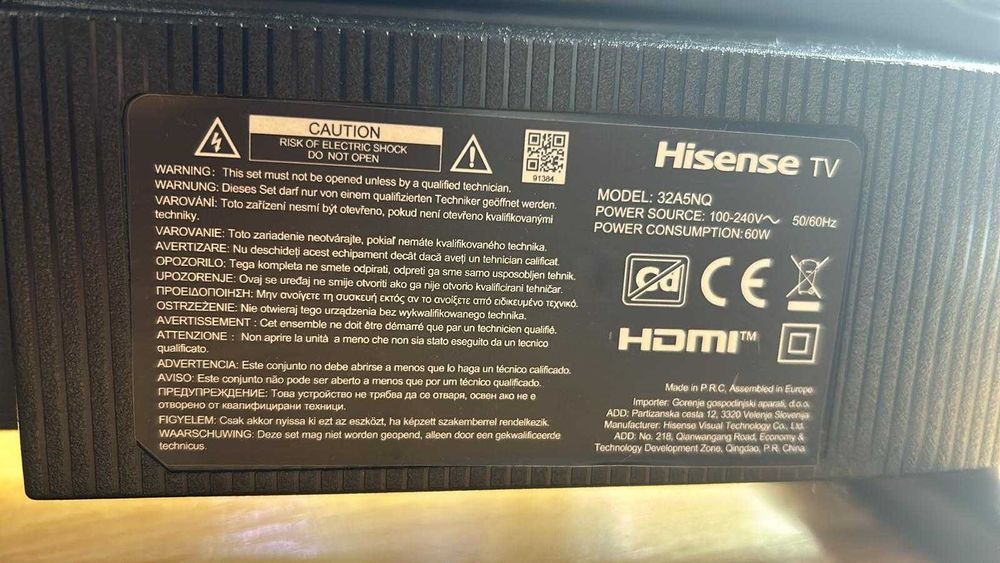 CAUTION
RISK OF ELECTRIC SHOCK
DO NOT OPEN
91384
WARNING: This set must not be opened unless by a qualified technician.
WARNUNG: Dieses Set darf nur von einem qualifizierten Techniker geöffnet werden.
VAROVÁNÍ: Toto zařízení nesmí být otevřeno, pokud není otevřeno kvalifikovanými
techniky.
VAROVANIE: Toto zariadenie neotvárajte, pokiaľ nemáte kvalifikovaného technika.
AVERTIZARE: Nu deschideți acest echipament decât dacă aveți un tehnician calificat.
OPOZORILO: Tega kompleta ne smete odpirati, odpreti ga sme samo usposobljen tehnik.
UPOZORENJE: Ovaj se uređaj ne smije otvoriti ako ga nije otvorio kvalificirani tehničar.
ΠΡΟΕΙΔΟΠΟΙΗΣΗ: Μην ανοίγετε τη συσκευή εκτός αν το ανοίξετε από ειδικευμένο τεχνικό.
OSTRZEŻENIE: Nie otwieraj tego urządzenia bez wykwalifikowanego technika.
AVERTISSEMENT : Cet ensemble ne doit être démarré que par un technicien qualifié.
ATTENZIONE : Non aprire la unità a meno che non sia stato eseguito da un tecnico
qualificato.
ADVERTENCIA: Este conjunto no debe abrirse a menos que lo haga un técnico calificado.
AVISO: Este conjunto não pode ser aberto a menos que por um técnico qualificado.
ПРЕДУПРЕЖДЕНИЕ: Това устройство не трябва да се отваря, освен ако не е
отворено от квалифицирани техници.
FIGYELEM: Csak akkor nyissa ki ezt az eszközt, ha képzett szakemberrel rendelkezik.
WAARSCHUWING: Deze set mag niet worden geopend, alleen door een gekwalificeerde
technicus.
Hisense TV
MODEL: 32A5NQ
POWER SOURCE: 100-240V~ 50/60Hz
POWER CONSUMPTION: 60W
CE
HDMI™
Made in P.R.C, Assembled in Europe
Importer: Gorenje gospodinjski aparati, d.o.o.
ADD: Partizanska cesta 12, 3320 Velenje Slovenija
Manufacturer: Hisense Visual Technology Co., Ltd.
ADD: No. 218, Qianwangang Road, Economy &
Technology Development Zone, Qingdao, P.R. China